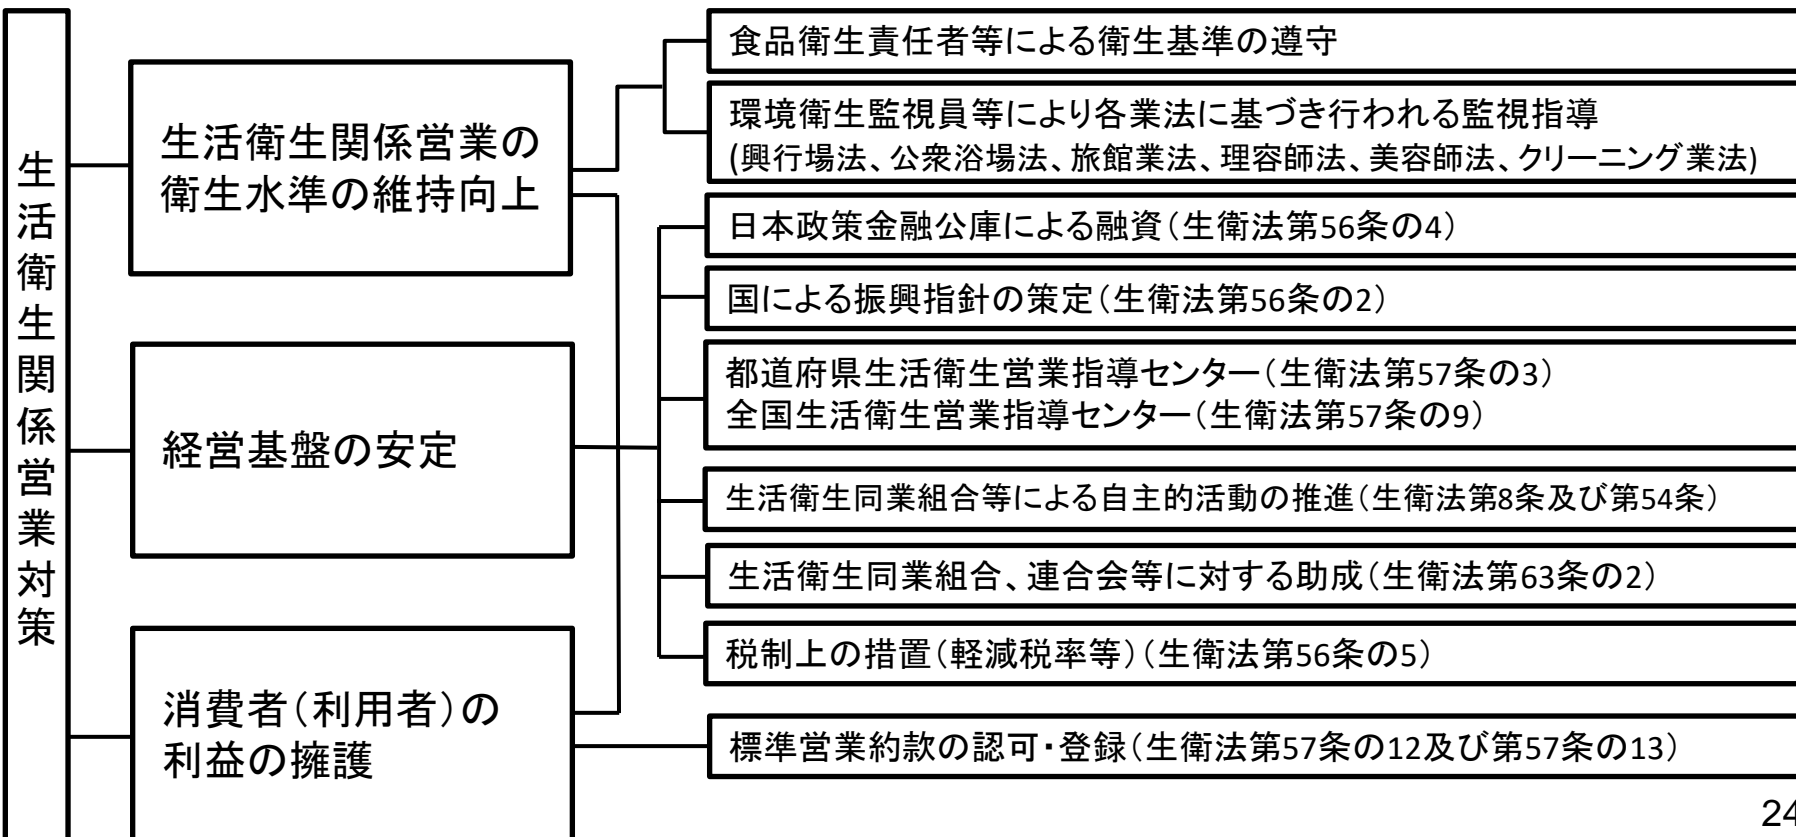 生活衛生関係営業対策
生活衛生関係営業の
衛生水準の維持向上
経営基盤の安定
消費者（利用者）の
利益の擁護
食品衛生責任者等による衛生基準の遵守
環境衛生監視員等により各業法に基づき行われる監視指導
(興行場法、公衆浴場法、旅館業法、理容師法、美容師法、クリーニング業法)
日本政策金融公庫による融資（生衛法第56条の4）
国による振興指針の策定（生衛法第56条の2）
都道府県生活衛生営業指導センター（生衛法第57条の3）
全国生活衛生営業指導センター（生衛法第57条の9）
生活衛生同業組合等による自主的活動の推進（生衛法第8条及び第54条）
生活衛生同業組合、連合会等に対する助成（生衛法第63条の2）
税制上の措置（軽減税率等）（生衛法第56条の5）
標準営業約款の認可・登録（生衛法第57条の12及び第57条の13）
24